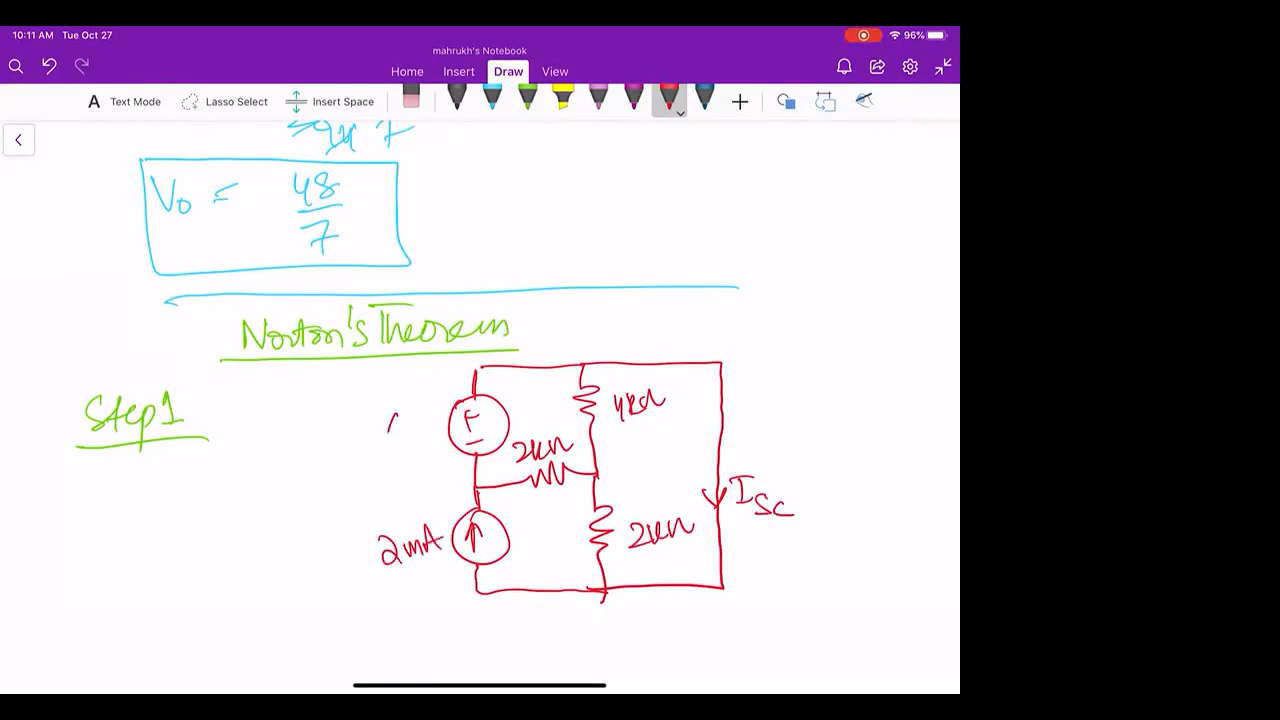 10:11 AM Tue Oct 27
96%
mahrukh's Notebook
Home Insert Draw View
A Text Mode Lasso Select Insert Space
V0 = 48/7
Norton's Theorem
Step 1
4kΩ
2kΩ
ISC
2mA
2kΩ